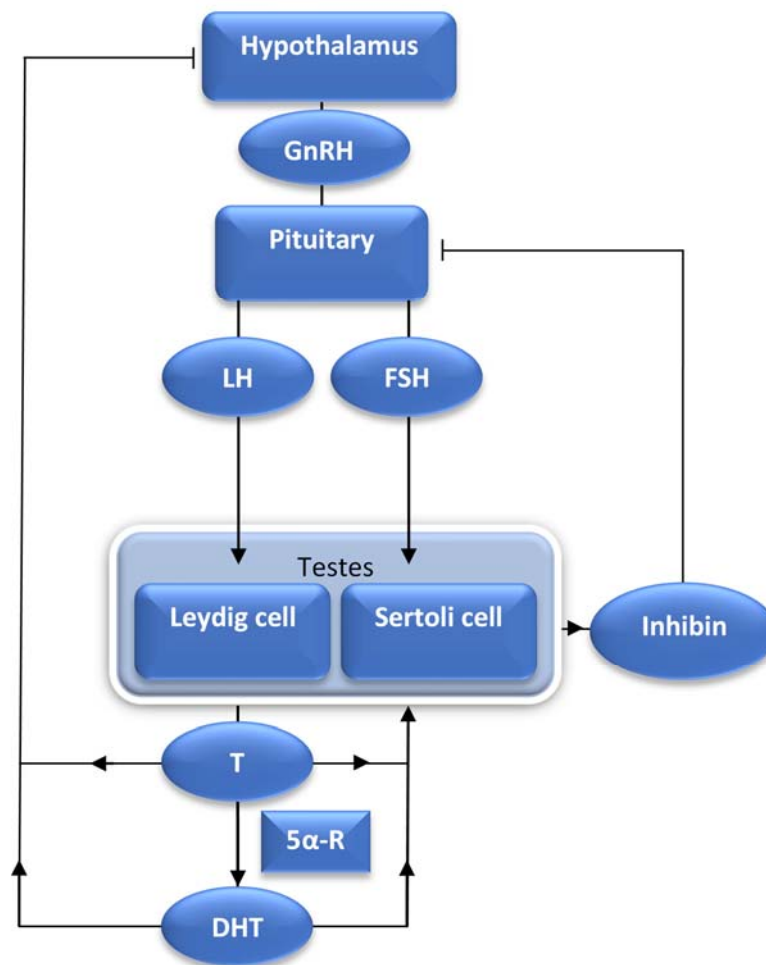 Hypothalamus
GnRH
Pituitary
LH
FSH
Testes
Leydig cell
Sertoli cell
Inhibin
T
5α-R
DHT